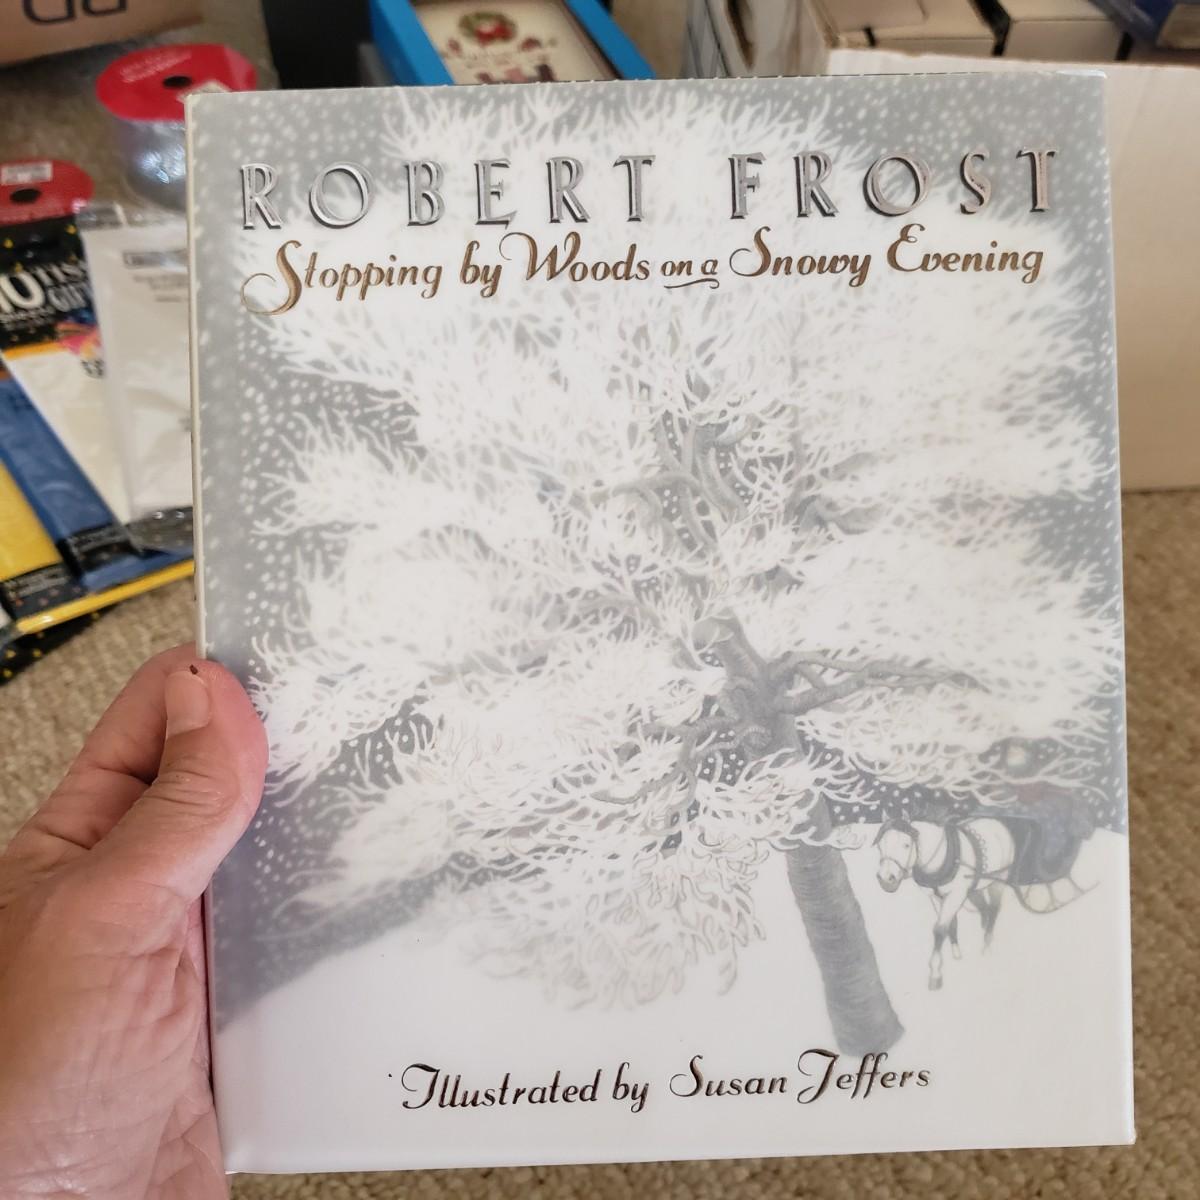 ROBERT FROST
Stopping by Woods on a Snowy Evening
Illustrated by Susan Jeffers